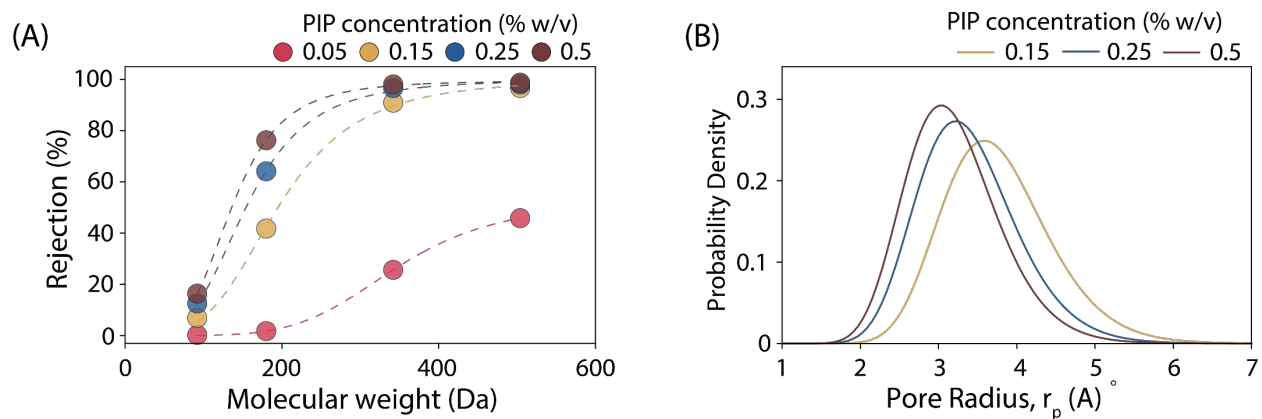 (A)
PIP concentration (% w/v)
0.05 0.15 0.25 0.5
100
80
60
40
20
0
Rejection (%)
0 200 400 600
Molecular weight (Da)
(B)
PIP concentration (% w/v)
0.15 0.25 0.5
0.3
0.2
0.1
0
Probability Density
1 2 3 4 5 6 7
Pore Radius, rp (A) °